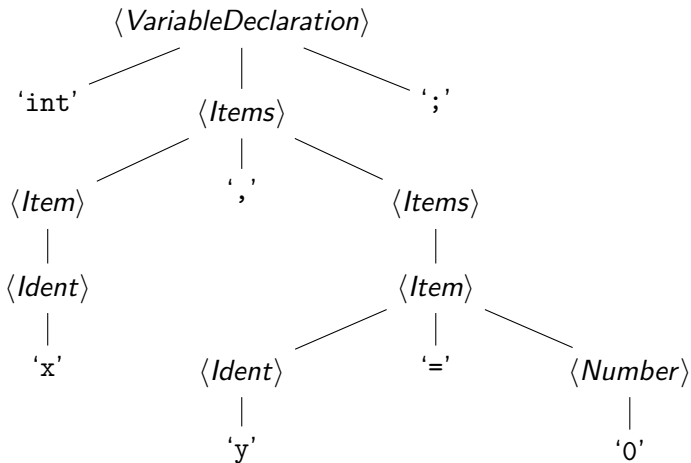 ⟨VariableDeclaration⟩
‘int’ ⟨Items⟩ ‘;’
⟨Item⟩ ‘,’ ⟨Items⟩
⟨Ident⟩ ⟨Item⟩
‘x’ ⟨Ident⟩ ‘=’ ⟨Number⟩
‘y’ ‘0’